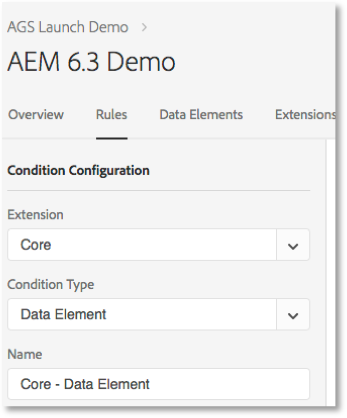 AGS Launch Demo >
AEM 6.3 Demo
Overview Rules Data Elements Extensions
Condition Configuration
Extension
Core
Condition Type
Data Element
Name
Core - Data Element